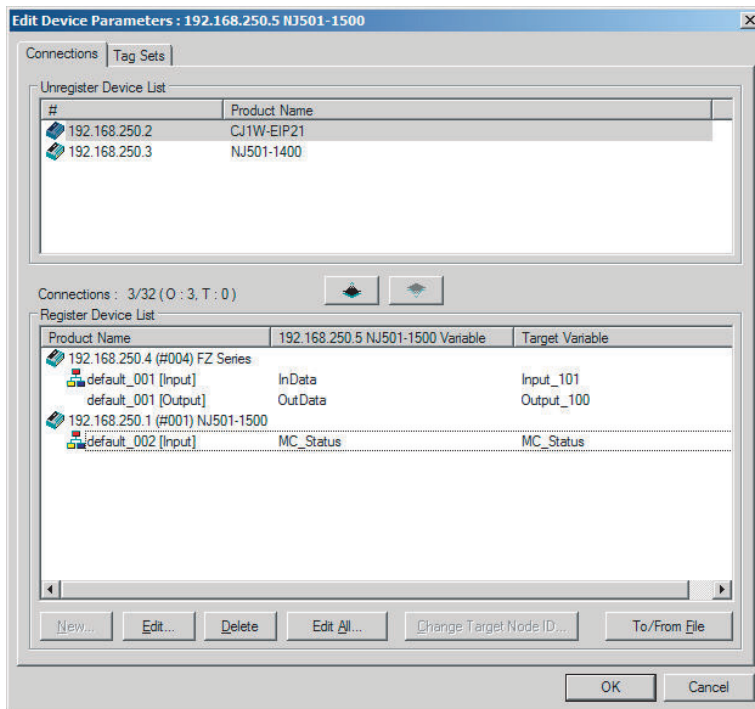 Edit Device Parameters : 192.168.250.5 NJ501-1500
Connections Tag Sets
Unregister Device List
# Product Name
192.168.250.2 CJ1W-EIP21
192.168.250.3 NJ501-1400
Connections : 3/32 ( O : 3, T : 0 )
Register Device List
Product Name 192.168.250.5 NJ501-1500 Variable Target Variable
192.168.250.4 (#004) FZ Series
default_001 [Input] InData Input_101
default_001 [Output] OutData Output_100
192.168.250.1 (#001) NJ501-1500
default_002 [Input] MC_Status MC_Status
New... Edit... Delete Edit All... Change Target Node ID... To/From File
OK Cancel